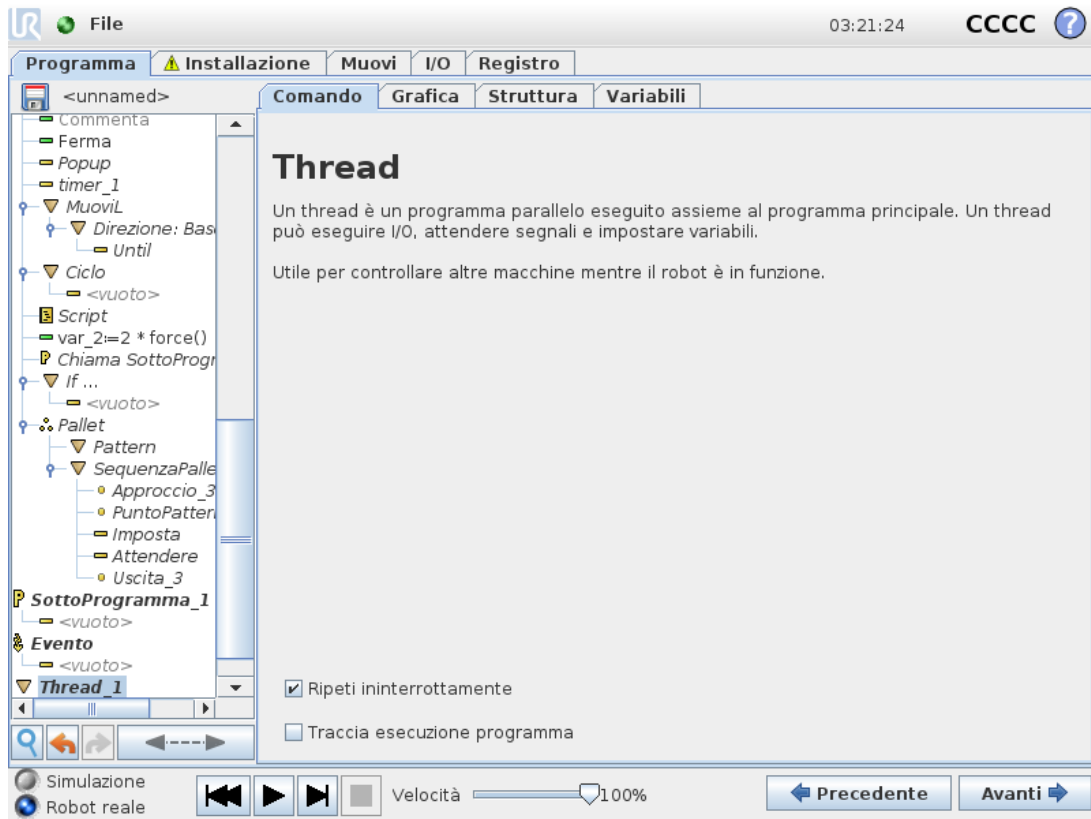 UR File 03:21:24 CCCC ?
Programma Installazione Muovi I/O Registro
<unnamed>
Comando Grafica Struttura Variabili
Commenta
Ferma
Popup
timer_1
MuoviL
Direzione: Bas
Until
Ciclo
<vuoto>
Script
var_2:=2 * force()
Chiama SottoProgr
If ...
<vuoto>
Pallet
Pattern
SequenzaPalle
Approccio_3
PuntoPatter
Imposta
Attendere
Uscita_3
SottoProgramma_1
<vuoto>
Evento
<vuoto>
Thread_1
Thread
Un thread è un programma parallelo eseguito assieme al programma principale. Un thread
può eseguire I/O, attendere segnali e impostare variabili.
Utile per controllare altre macchine mentre il robot è in funzione.
Ripeti ininterrottamente
Traccia esecuzione programma
Simulazione
Robot reale
Velocità 100%
Precedente Avanti